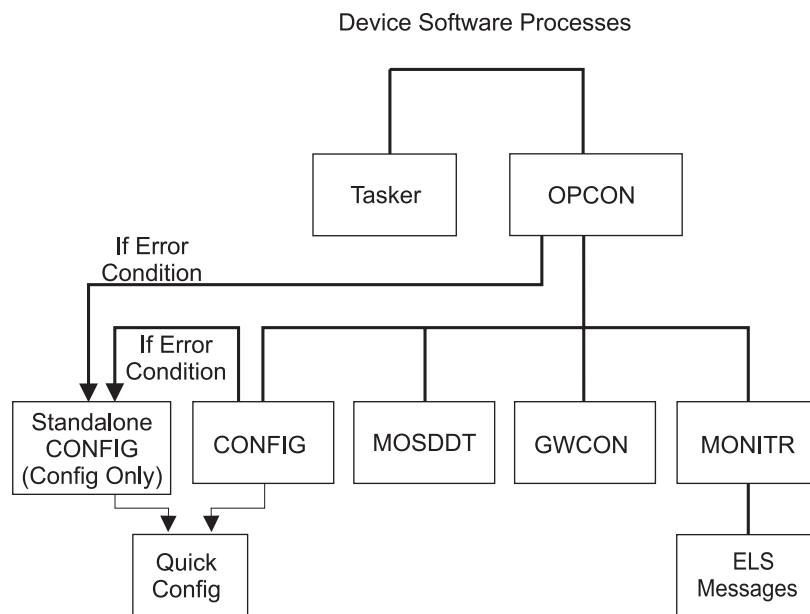 Device Software Processes
Tasker
OPCON
If Error
Condition
If Error
Condition
Standalone
CONFIG
(Config Only)
CONFIG
MOSDDT
GWCON
MONITR
Quick
Config
ELS
Messages